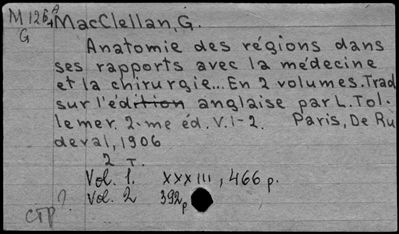 M 126
G
MacClellan, G.
Anatomie des régions dans
ses rapports avec la médecine
et la chirurgie... En 2 volumes. Trad
sur l'édition anglaise par L. Tol-
lemer. 2-me éd. V. 1-2. Paris, De Ru
deval, 1906
2 т.
Vol. 1. XXXIII, 466 p.
Vol. 2 392 p
стр ?